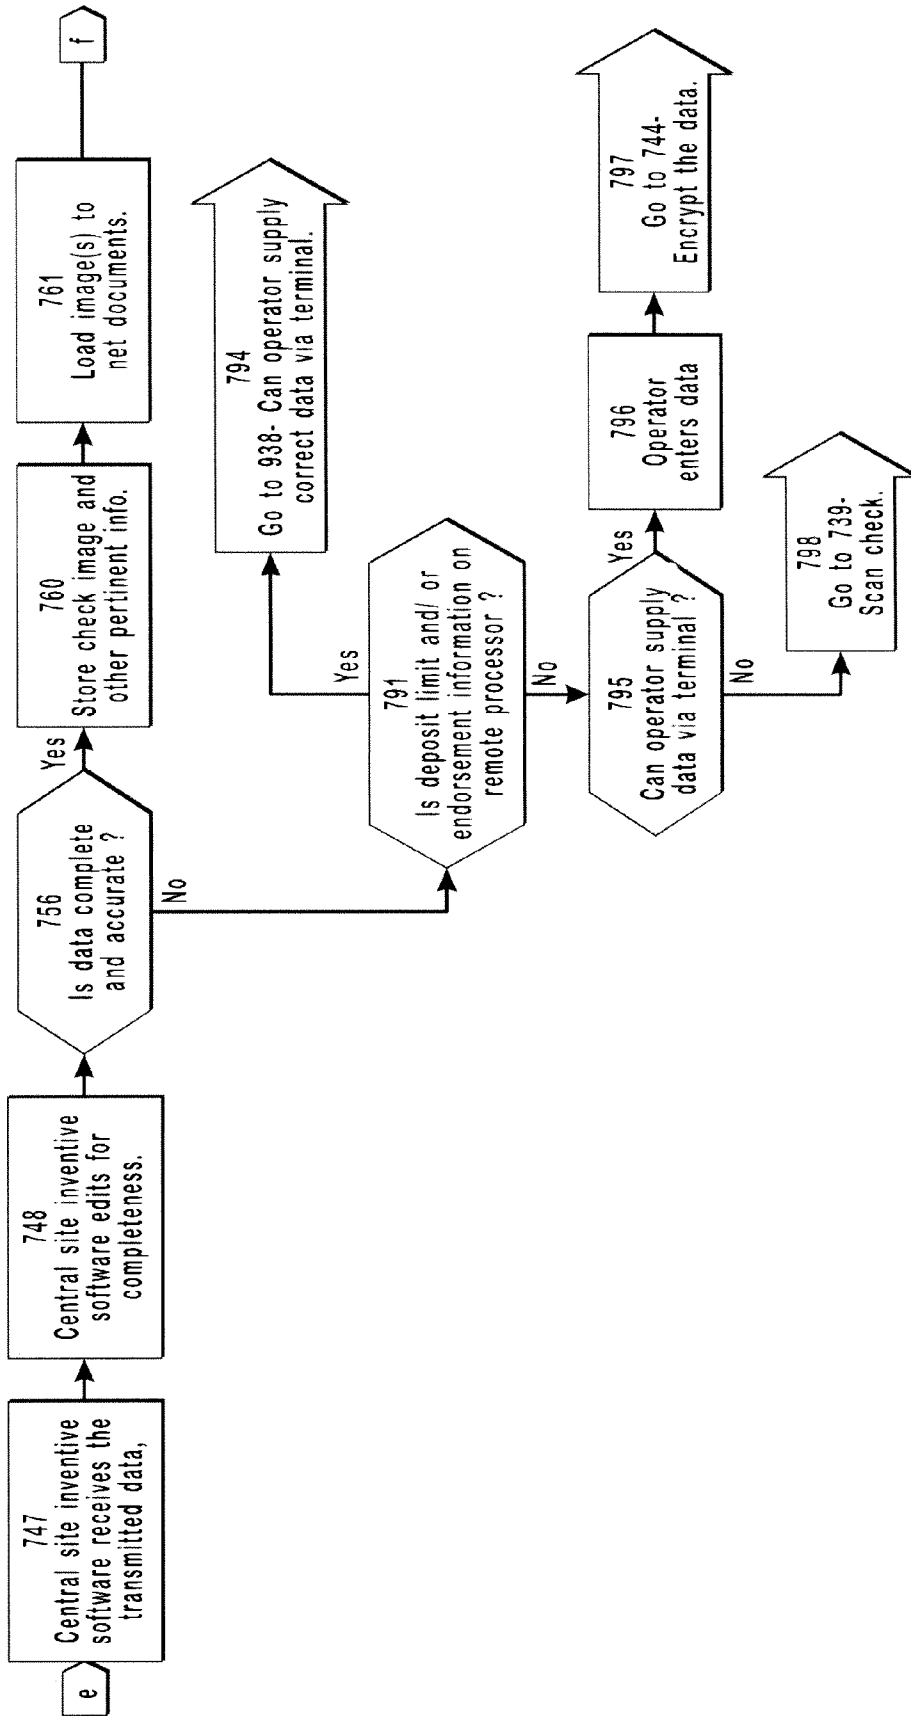 e
747
Central site inventive
software receives the
transmitted data,
748
Central site inventive
software edits for
completeness.
756
Is data complete
and accurate ?
Yes
No
760
Store check image and
other pertinent info.
761
Load image(s) to
net documents.
f
791
Is deposit limit and/ or
endorsement information on
remote processor ?
Yes
No
794
Go to 938- Can operator supply
correct data via terminal.
795
Can operator supply
data via terminal ?
Yes
No
796
Operator
enters data
797
Go to 744-
Encrypt the data.
798
Go to 739-
Scan check.